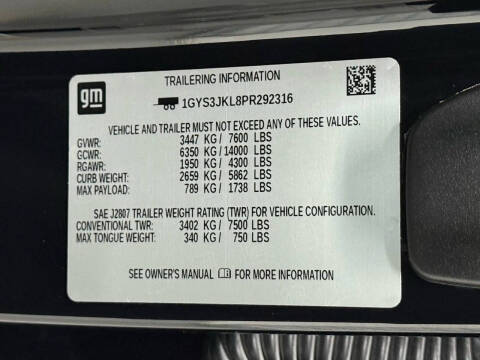 gm
TRAILERING INFORMATION
1GYS3JKL8PR292316
VEHICLE AND TRAILER MUST NOT EXCEED ANY OF THESE VALUES.
GVWR: 3447 KG/ 7600 LBS
GCWR: 6350 KG/ 14000 LBS
RGAWR: 1950 KG/ 4300 LBS
CURB WEIGHT: 2659 KG/ 5862 LBS
MAX PAYLOAD: 789 KG/ 1738 LBS
SAE J2807 TRAILER WEIGHT RATING (TWR) FOR VEHICLE CONFIGURATION.
CONVENTIONAL TWR: 3402 KG/ 7500 LBS
MAX TONGUE WEIGHT: 340 KG/ 750 LBS
SEE OWNER'S MANUAL FOR MORE INFORMATION